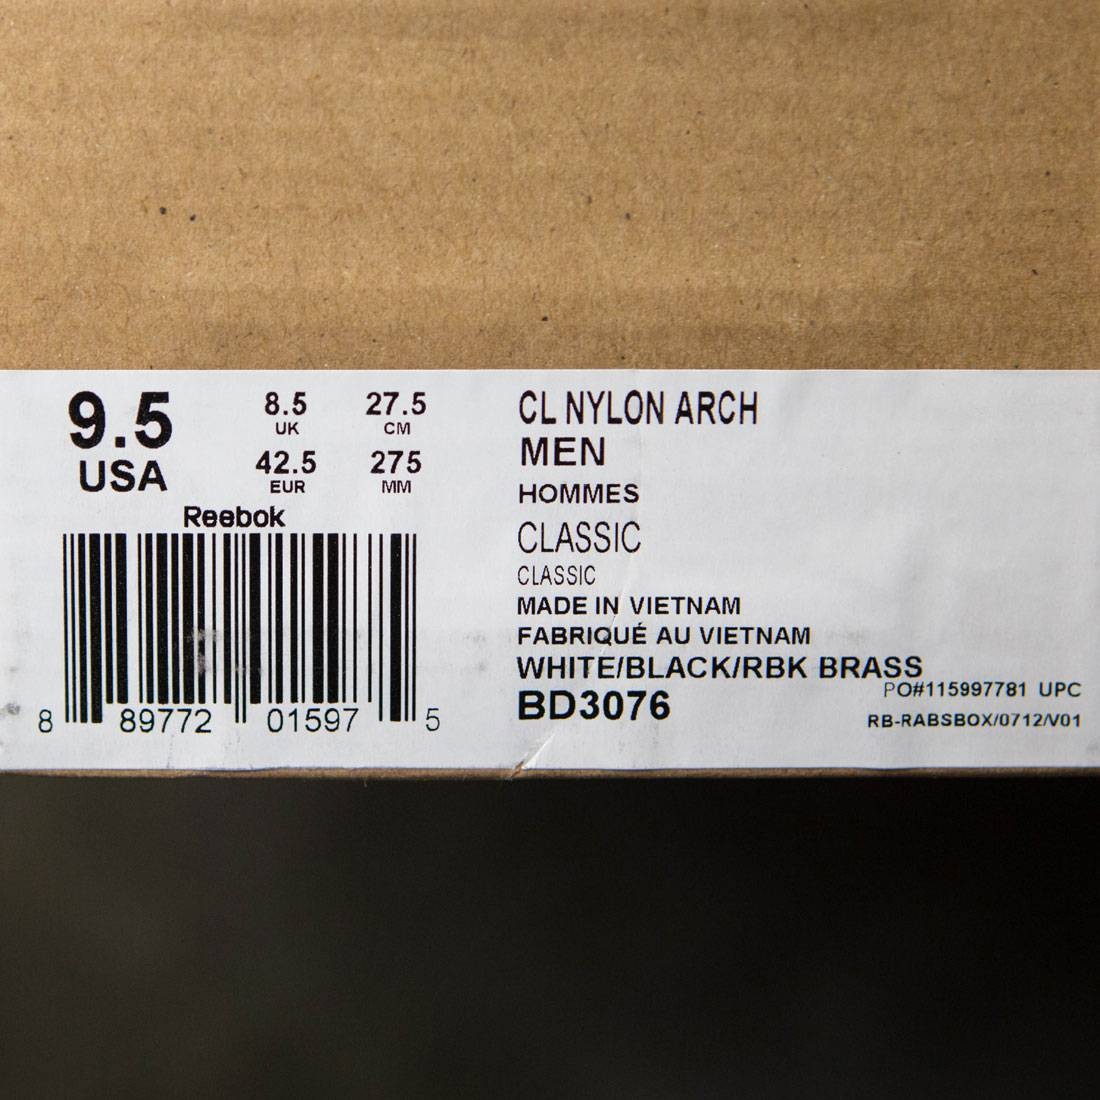 9.5
USA
8.5
UK
27.5
CM
42.5
EUR
275
MM
Reebok
8 89772 01597 5
CL NYLON ARCH
MEN
HOMMES
CLASSIC
CLASSIC
MADE IN VIETNAM
FABRIQUÉ AU VIETNAM
WHITE/BLACK/RBK BRASS
BD3076
PO#115997781 UPC
RB-RABSBOX/0712/V01